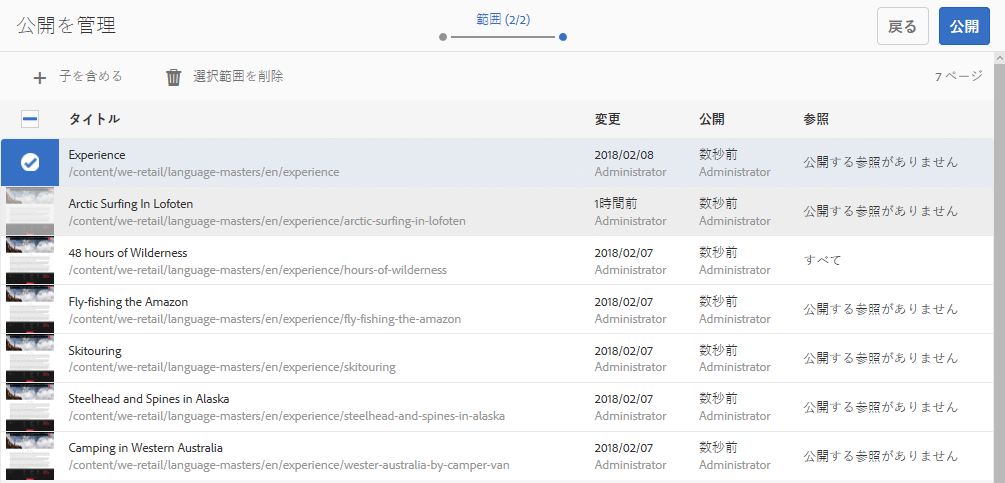 公開を管理
範囲 (2/2)
戻る
公開
子を含める
選択範囲を削除
7 ページ
タイトル 変更 公開 参照
Experience 2018/02/08 数秒前 公開する参照がありません
/content/we-retail/language-masters/en/experience Administrator Administrator
Arctic Surfing In Lofoten 1時間前 数秒前 公開する参照がありません
/content/we-retail/language-masters/en/experience/arctic-surfing-in-lofoten Administrator Administrator
48 hours of Wilderness 2018/02/07 数秒前 すべて
/content/we-retail/language-masters/en/experience/hours-of-wilderness Administrator Administrator
Fly-fishing the Amazon 2018/02/07 数秒前 公開する参照がありません
/content/we-retail/language-masters/en/experience/fly-fishing-the-amazon Administrator Administrator
Skitouring 2018/02/07 数秒前 公開する参照がありません
/content/we-retail/language-masters/en/experience/skitouring Administrator Administrator
Steelhead and Spines in Alaska 2018/02/07 数秒前 公開する参照がありません
/content/we-retail/language-masters/en/experience/steelhead-and-spines-in-alaska Administrator Administrator
Camping in Western Australia 2018/02/07 数秒前 公開する参照がありません
/content/we-retail/language-masters/en/experience/wester-australia-by-camper-van Administrator Administrator